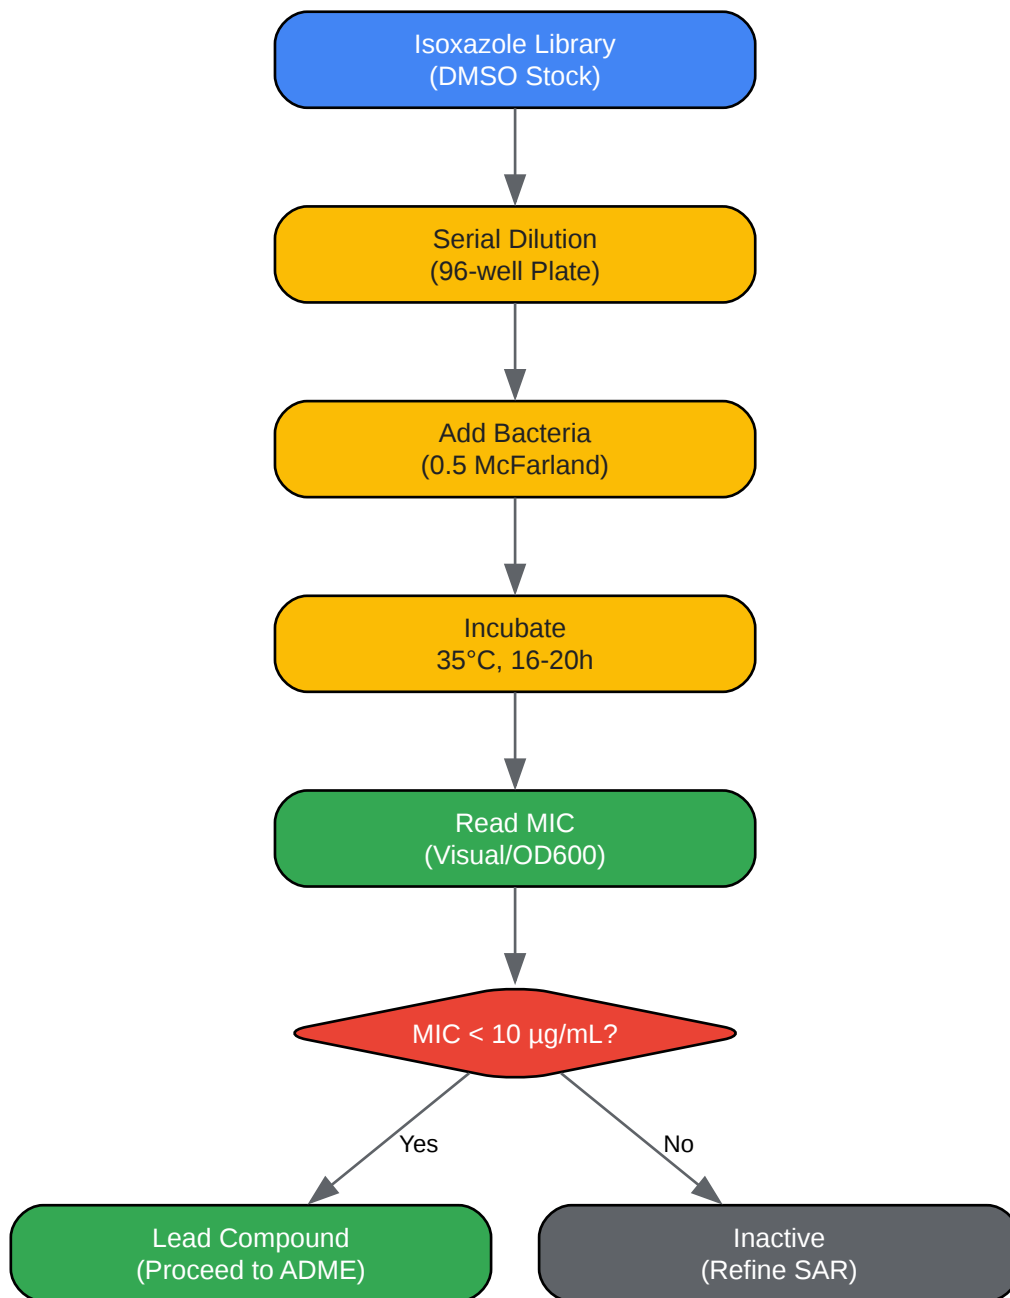 Isoxazole Library
(DMSO Stock)
Serial Dilution
(96-well Plate)
Add Bacteria
(0.5 McFarland)
Incubate
35°C, 16-20h
Read MIC
(Visual/OD600)
MIC < 10 µg/mL?
Yes
No
Lead Compound
(Proceed to ADME)
Inactive
(Refine SAR)